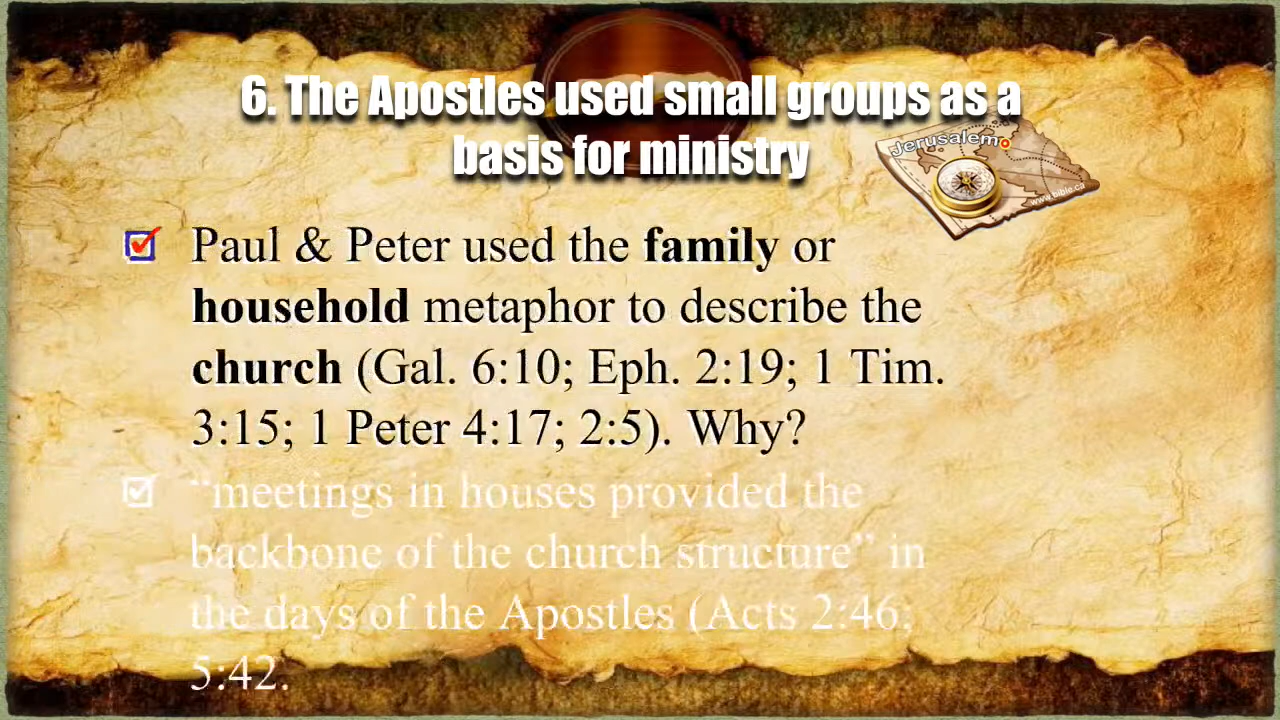 6. The Apostles used small groups as a
basis for ministry
Jerusalem
www.bible.ca
Paul & Peter used the family or
household metaphor to describe the
church (Gal. 6:10; Eph. 2:19; 1 Tim.
3:15; 1 Peter 4:17; 2:5). Why?
“meetings in houses provided the
backbone of the church structure” in
the days of the Apostles (Acts 2:46;
5:42.